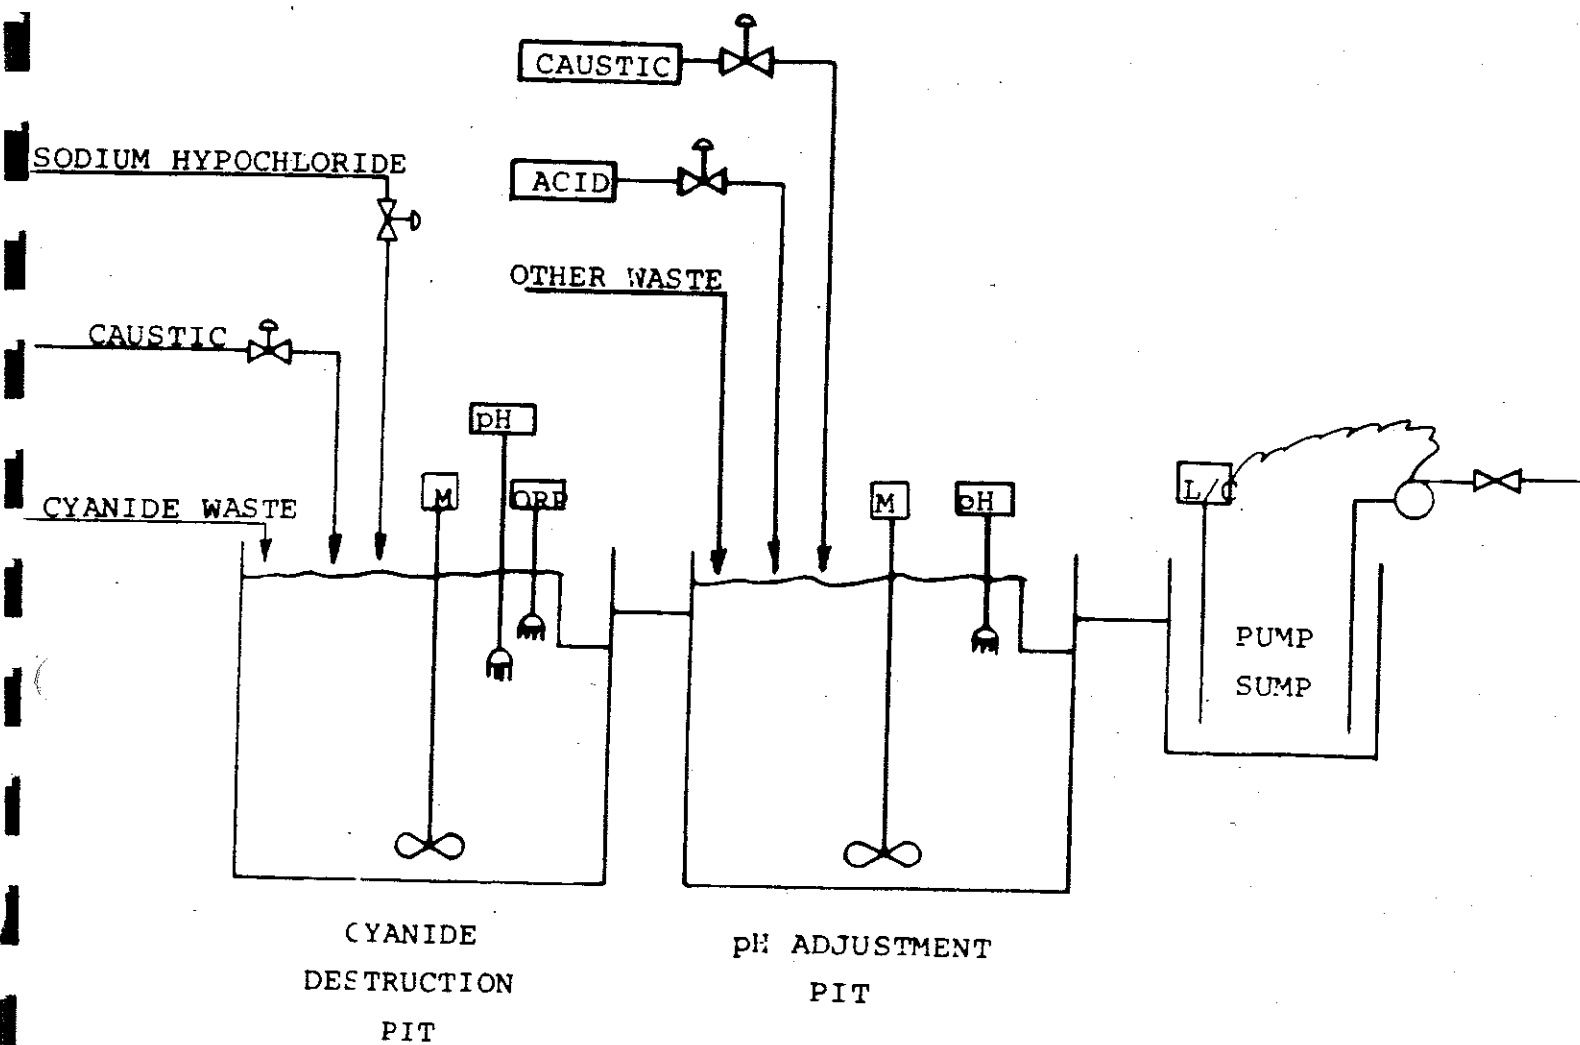 CAUSTIC
SODIUM HYPOCHLORIDE
ACID
OTHER WASTE
CAUSTIC
pH
M
ORP
CYANIDE WASTE
M
pH
L/C
PUMP
SUMP
CYANIDE
DESTRUCTION
PIT
pH ADJUSTMENT
PIT